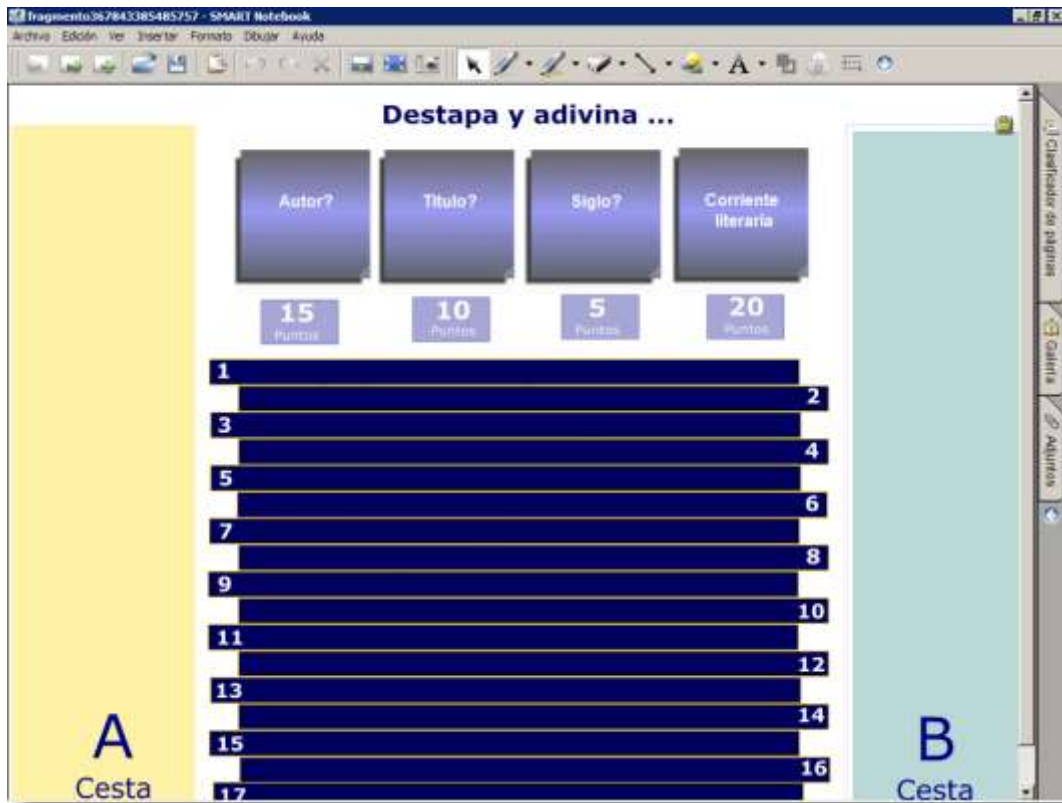 fragmento367843385485757 - SMART Notebook
Archivo Edición Ver Insertar Formato Dibujar Ayuda
Destapa y adivina ...
Autor?
Título?
Siglo?
Corriente
literaria
15
Puntos
10
Puntos
5
Puntos
20
Puntos
1
2
3
4
5
6
7
8
9
10
11
12
13
14
15
16
17
A
Cesta
B
Cesta
Clasificador de páginas
Galería
Adjuntos